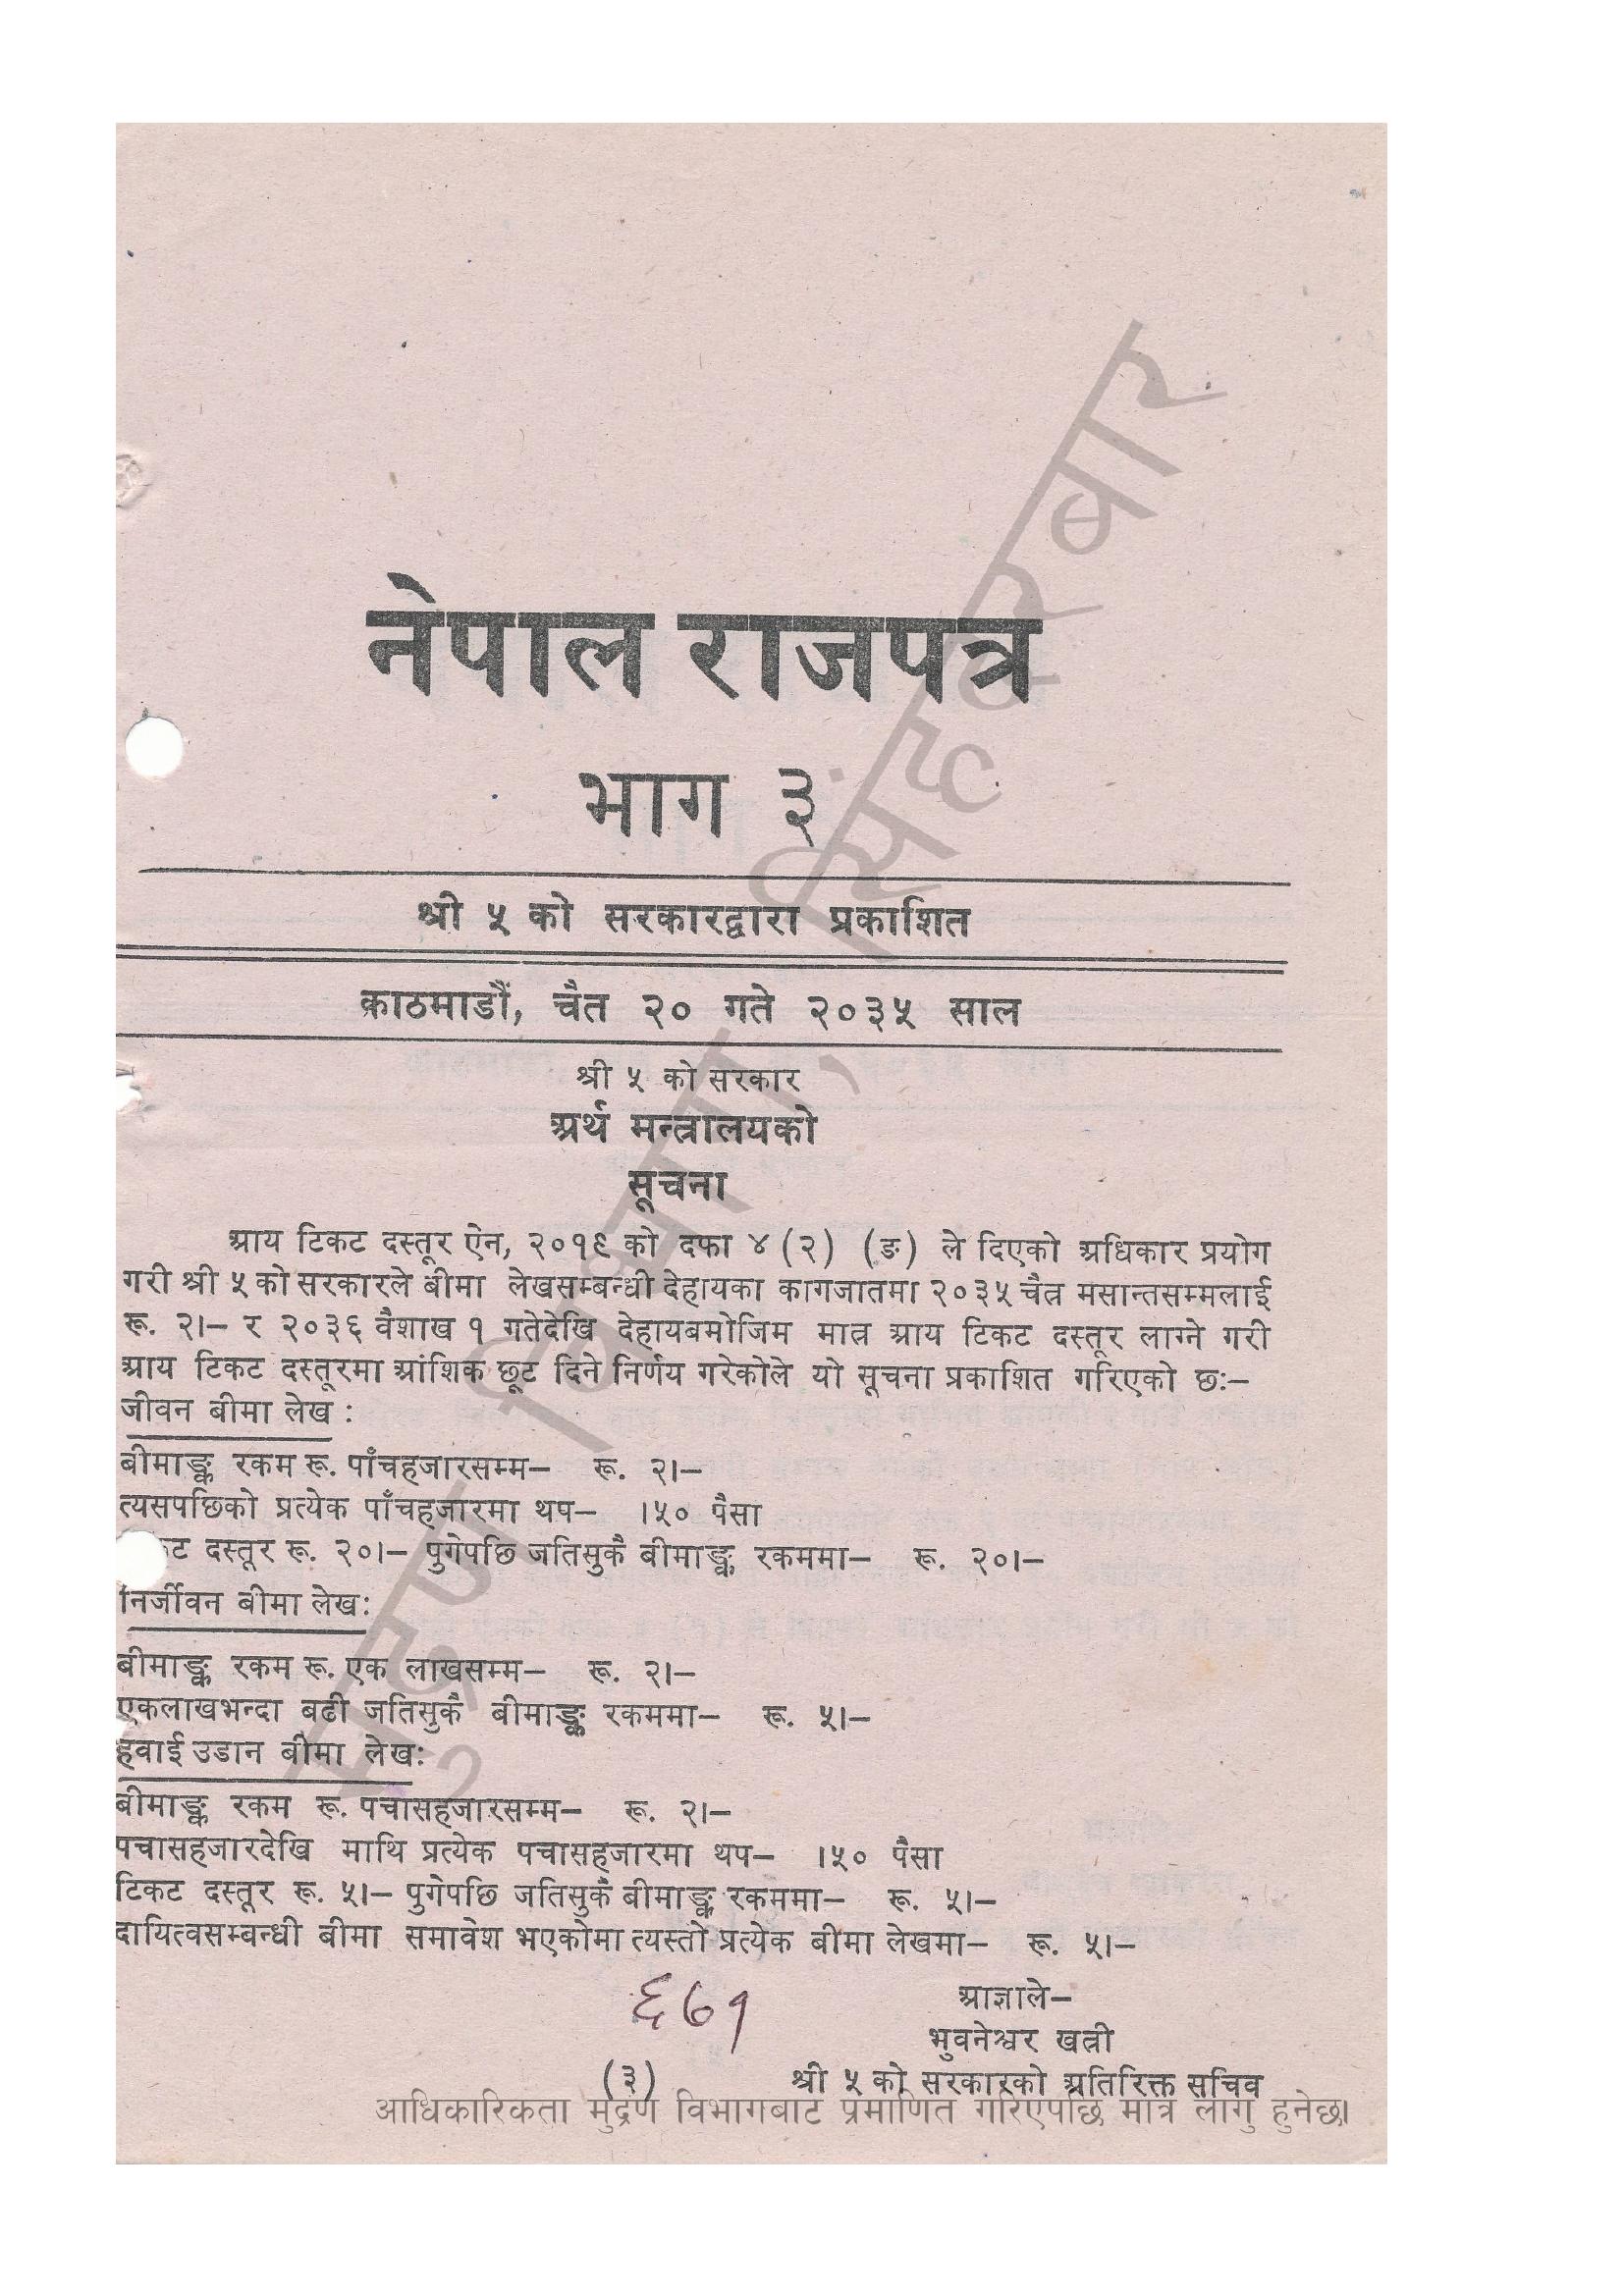 नेपाल राजपत्र
भाग ३
श्री ५ को सरकारद्वारा प्रकाशित
काठमाडौं, चैत २० गते २०३५ साल
श्री ५ को सरकार
अर्थ मन्त्रालयको
सूचना
आय टिकट दस्तूर ऐन, २०१९ को दफा ४ (२) (ङ) ले दिएको अधिकार प्रयोग
गरी श्री ५ को सरकारले बीमा लेखसम्बन्धी देहायका कागजातमा २०३५ चैत्र मसान्तसम्मलाई
रू. २।– र २०३६ वैशाख १ गतेदेखि देहायबमोजिम मात्र आय टिकट दस्तूर लाग्ने गरी
आय टिकट दस्तूरमा आंशिक छूट दिने निर्णय गरेकोले यो सूचना प्रकाशित गरिएको छः–
जीवन बीमा लेख :
बीमाङ्क रकम रू. पाँचहजारसम्म– रू. २।–
त्यसपछिको प्रत्येक पाँचहजारमा थप– ।५० पैसा
दस्तूर रू. २०।– पुगेपछि जतिसुकै बीमाङ्क रकममा– रू. २०।–
निर्जीवन बीमा लेखः
बीमाङ्क रकम रू. एक लाखसम्म– रू. २।–
एकलाखभन्दा बढी जतिसुकै बीमाङ्क रकममा– रू. ५।–
हवाई उडान बीमा लेखः
बीमाङ्क रकम रू. पचासहजारसम्म– रू. २।–
पचासहजारदेखि माथि प्रत्येक पचासहजारमा थप– ।५० पैसा
टिकट दस्तूर रू. ५।– पुगेपछि जतिसुकै बीमाङ्क रकममा– रू. ५।–
दायित्वसम्बन्धी बीमा समावेश भएकोमा त्यस्तो प्रत्येक बीमा लेखमा– रू. ५।–
६७१
आज्ञाले–
भुवनेश्वर खत्री
(३) श्री ५ को सरकारको अतिरिक्त सचिव
आधिकारिकता मुद्रण विभागबाट प्रमाणित गरिएपछि मात्र लागु हुनेछ।
मुद्रण विभाग, सिंहदरबार